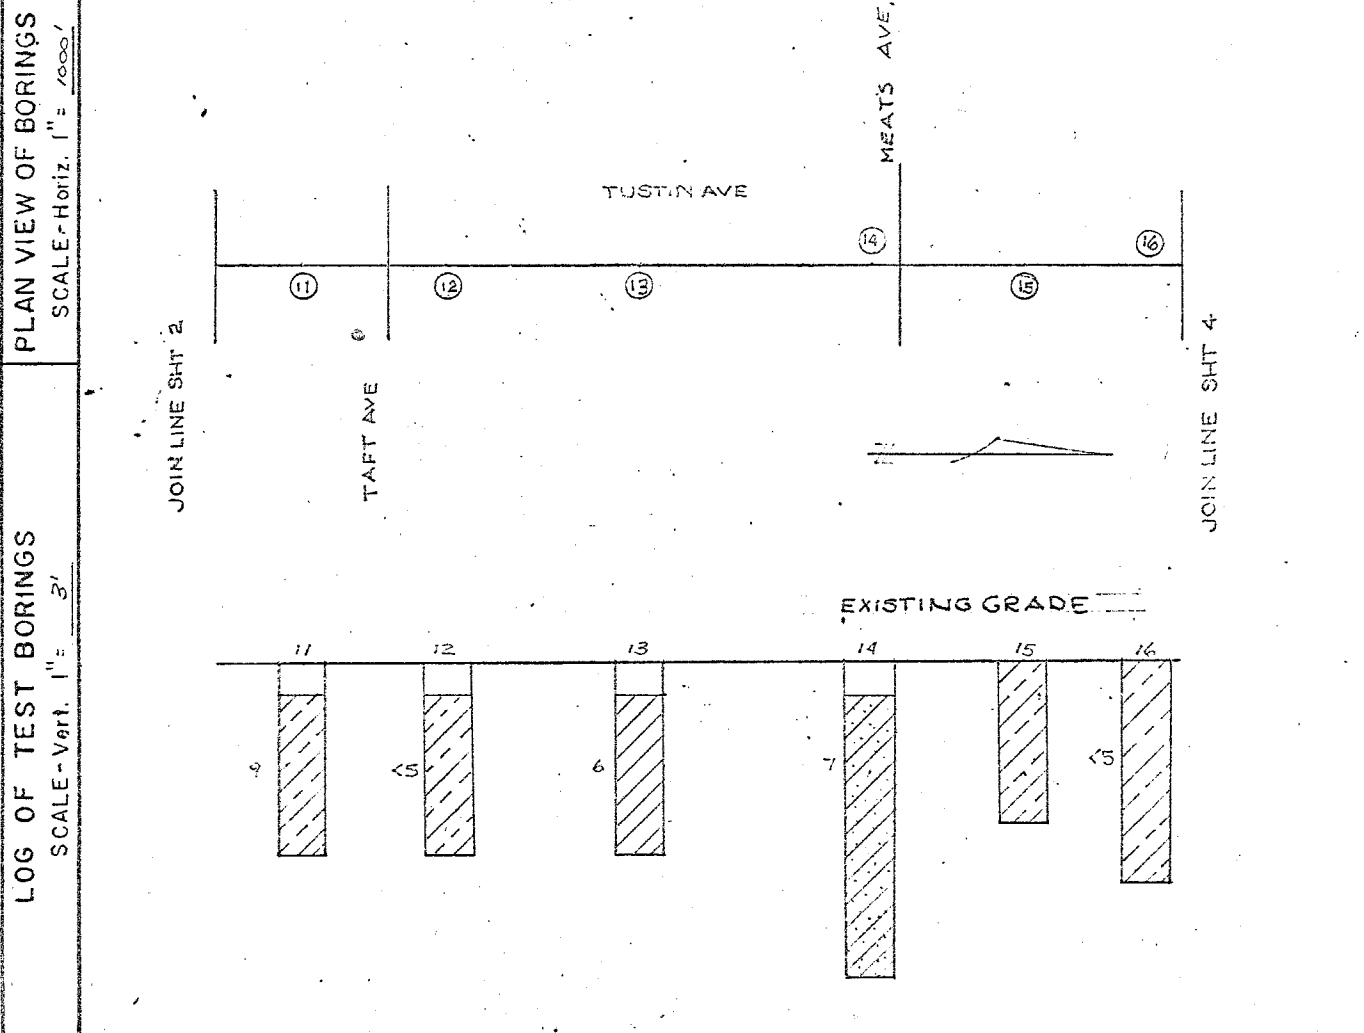 PLAN VIEW OF BORINGS
SCALE-Horiz. 1"= 1000'
MEATS AVE,
TUSTIN AVE
14
16
11
12
13
15
JOIN LINE SHT 2
TAFT AVE
JOIN LINE SHT 4
LOG OF TEST BORINGS
SCALE-Vert. 1"= 3'
EXISTING GRADE
11
12
13
14
15
16
9
<5
6
7
<5